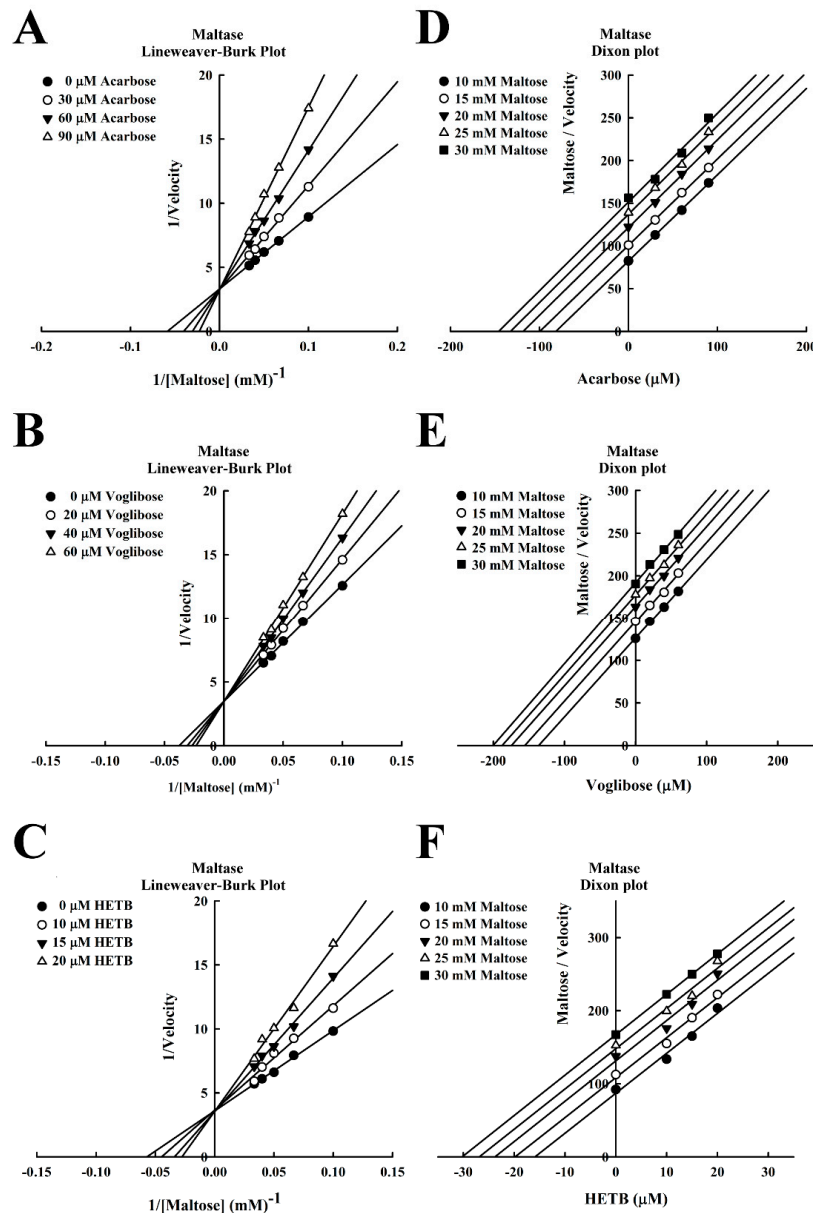 A
Maltase
Lineweaver-Burk Plot
0 μM Acarbose
30 μM Acarbose
60 μM Acarbose
90 μM Acarbose
1/Velocity
20
15
10
5
0
-0.2
-0.1
0.0
0.1
0.2
1/[Maltose] (mM)-1
D
Maltase
Dixon plot
10 mM Maltose
15 mM Maltose
20 mM Maltose
25 mM Maltose
30 mM Maltose
Maltose / Velocity
300
250
200
150
100
50
0
-200
-100
0
100
200
Acarbose (μM)
B
Maltase
Lineweaver-Burk Plot
0 μM Voglibose
20 μM Voglibose
40 μM Voglibose
60 μM Voglibose
1/Velocity
20
15
10
5
0
-0.15
-0.10
-0.05
0.00
0.05
0.10
0.15
1/[Maltose] (mM)-1
E
Maltase
Dixon plot
10 mM Maltose
15 mM Maltose
20 mM Maltose
25 mM Maltose
30 mM Maltose
Maltose / Velocity
300
250
200
150
100
50
0
-200
-100
0
100
200
Voglibose (μM)
C
Maltase
Lineweaver-Burk Plot
0 μM HETB
10 μM HETB
15 μM HETB
20 μM HETB
1/Velocity
20
15
10
5
0
-0.15
-0.10
-0.05
0.00
0.05
0.10
0.15
1/[Maltose] (mM)-1
F
Maltase
Dixon plot
10 mM Maltose
15 mM Maltose
20 mM Maltose
25 mM Maltose
30 mM Maltose
Maltose / Velocity
300
200
100
0
-30
-20
-10
0
10
20
30
HETB (μM)